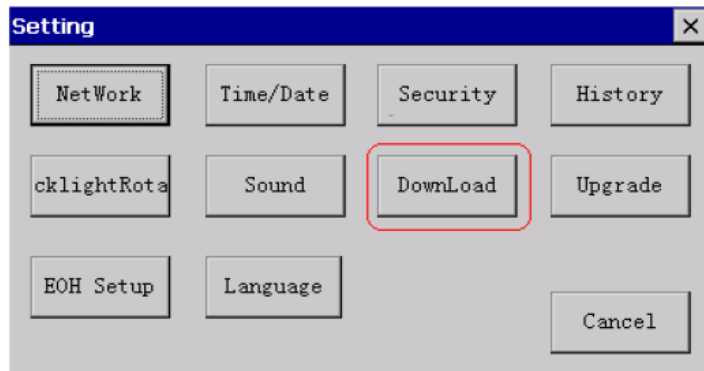 Setting
NetWork Time/Date Security History
cklightRota Sound DownLoad Upgrade
EOH Setup Language
Cancel